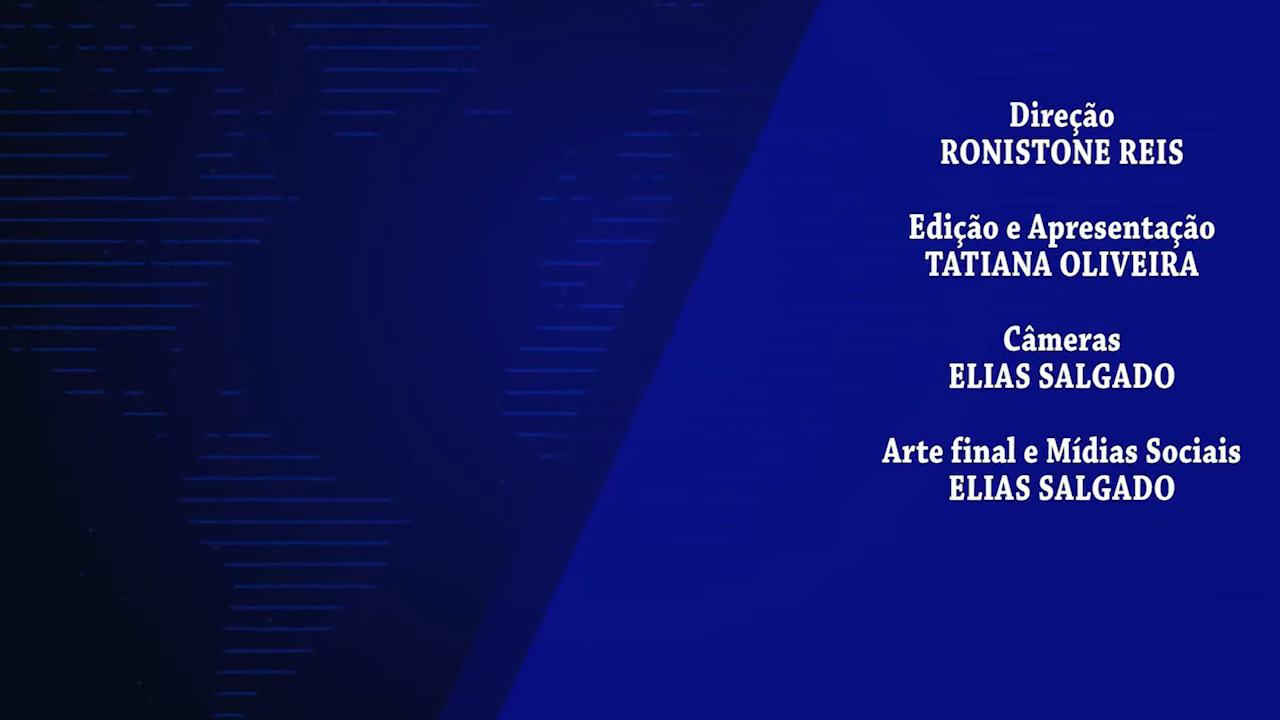 Direção
RONISTONE REIS
Edição e Apresentação
TATIANA OLIVEIRA
Câmeras
ELIAS SALGADO
Arte final e Mídias Sociais
ELIAS SALGADO